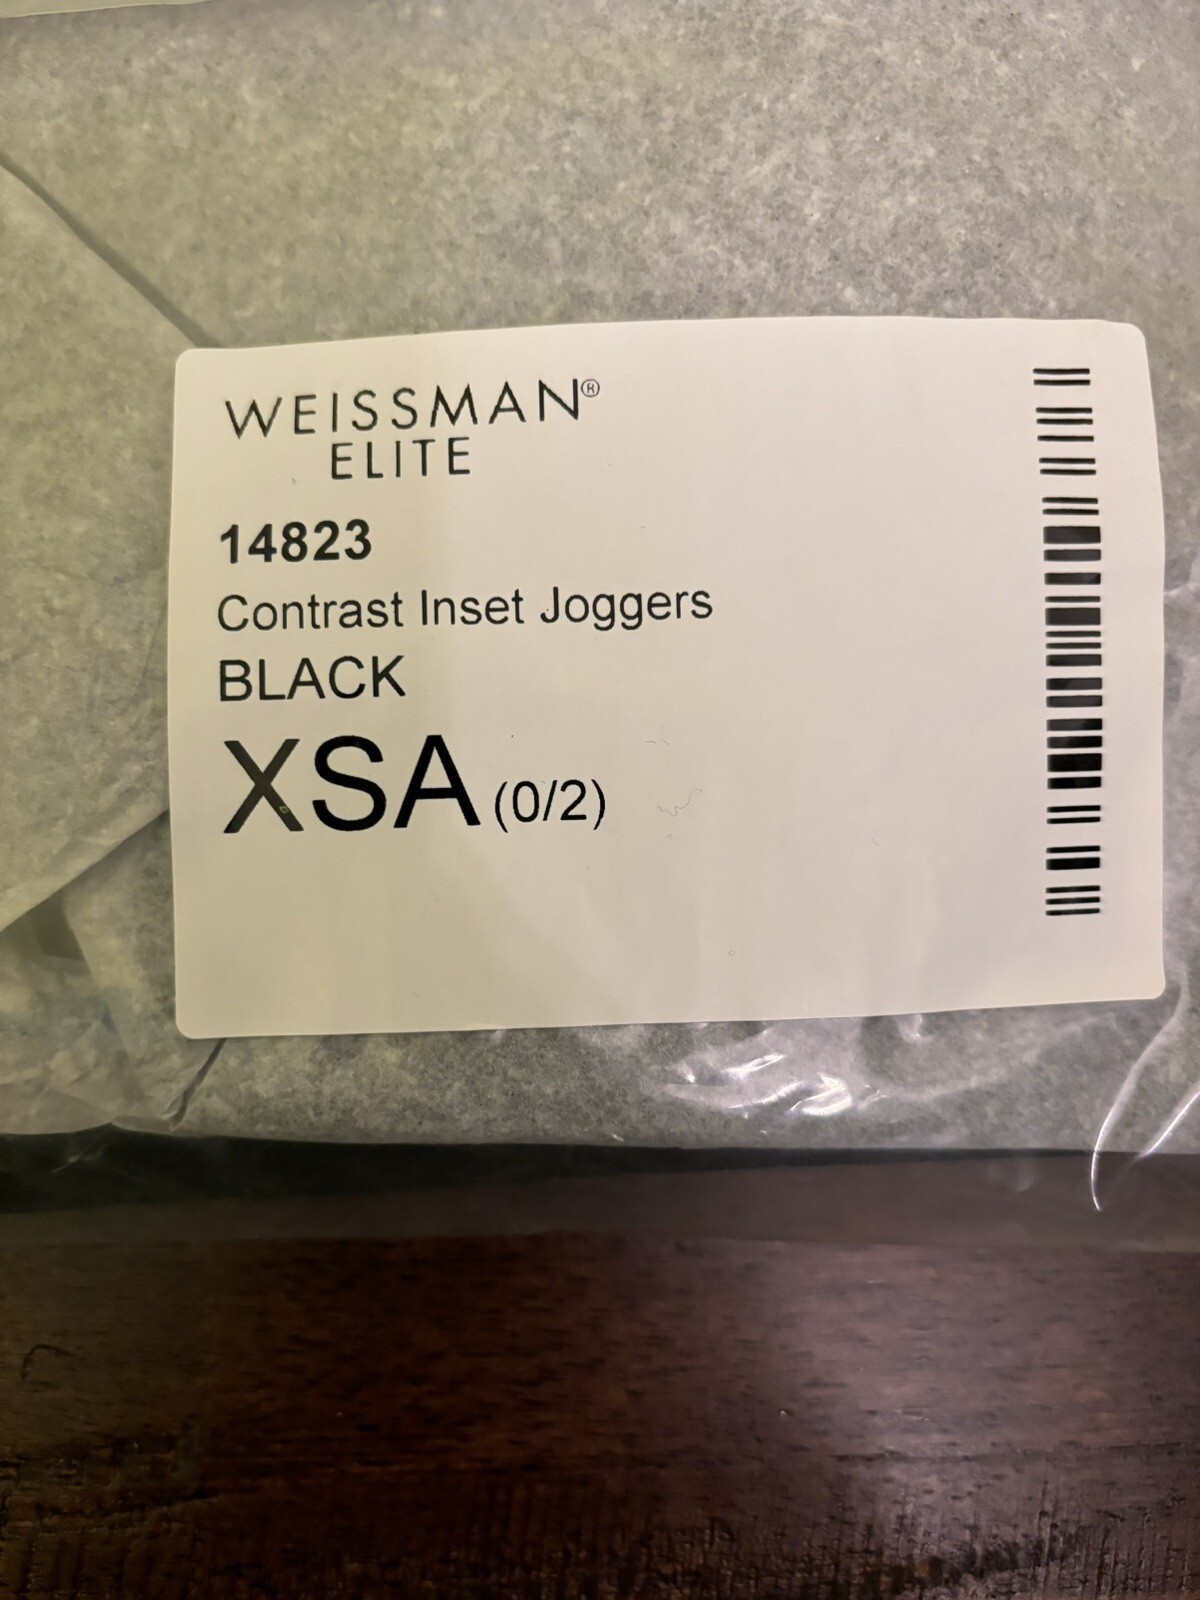 WEISSMAN®
ELITE
14823
Contrast Inset Joggers
BLACK
XSA (0/2)